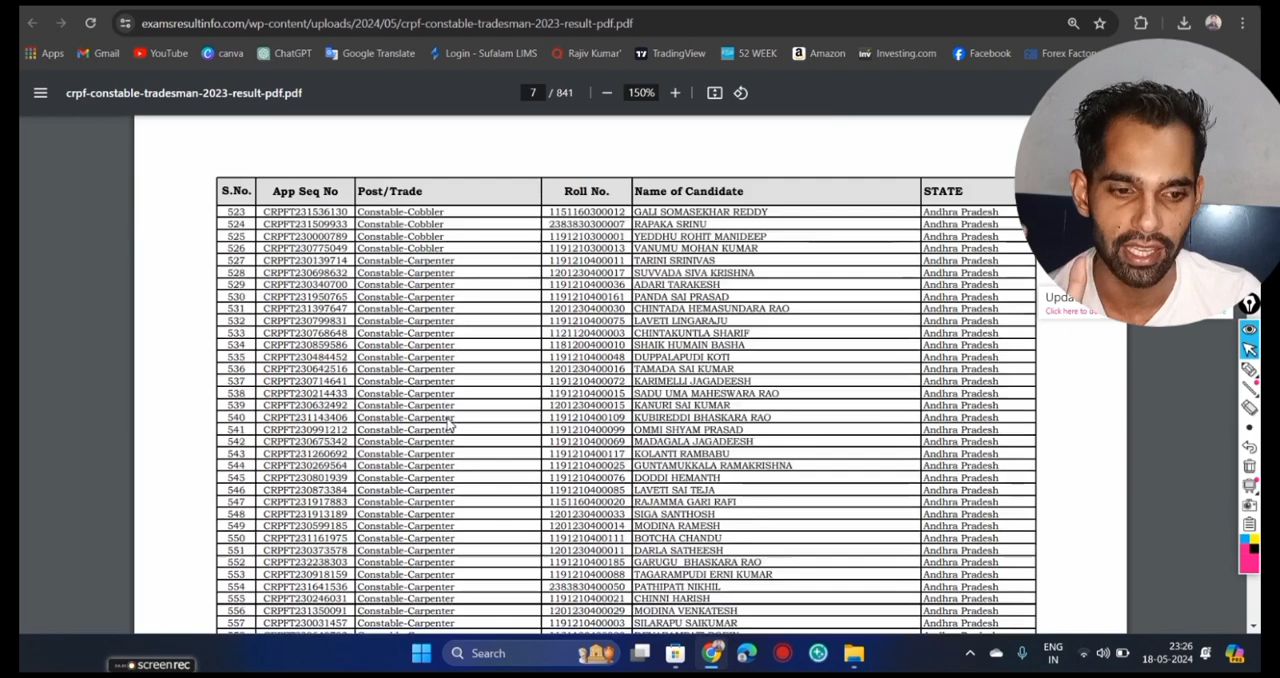 examsresultinfo.com/wp-content/uploads/2024/05/crpf-constable-tradesman-2023-result-pdf.pdf
Apps Gmail YouTube canva ChatGPT Google Translate Login - Sufalam LIMS Rajiv Kumar' TradingView 52 WEEK Amazon Investing.com Facebook Forex Factor
crpf-constable-tradesman-2023-result-pdf.pdf 7 / 841 150%
S.No. App Seq No Post/Trade Roll No. Name of Candidate STATE
523 CRPFT231536130 Constable-Cobbler 1151160300012 GALI SOMASEKHAR REDDY Andhra Pradesh
524 CRPFT231509933 Constable-Cobbler 2383830300007 RAPAKA SRINU Andhra Pradesh
525 CRPFT230000789 Constable-Cobbler 1191210300001 YEDDHU ROHIT MANIDEEP Andhra Pradesh
526 CRPFT230775049 Constable-Cobbler 1191210300013 VANUMU MOHAN KUMAR Andhra Pradesh
527 CRPFT230139714 Constable-Carpenter 1191210400011 TARINI SRINIVAS Andhra Pradesh
528 CRPFT230698632 Constable-Carpenter 1201230400017 SUVVADA SIVA KRISHNA Andhra Pradesh
529 CRPFT230340700 Constable-Carpenter 1191210400036 ADARI TARAKESH Andhra Pradesh
530 CRPFT231950765 Constable-Carpenter 1191210400161 PANDA SAI PRASAD Andhra Pradesh
531 CRPFT231397647 Constable-Carpenter 1201230400030 CHINTADA HEMASUNDARA RAO Andhra Pradesh
532 CRPFT230799831 Constable-Carpenter 1191210400075 LAVETI LINGARAJU Andhra Pradesh
533 CRPFT230768648 Constable-Carpenter 1121120400003 CHINTAKUNTLA SHARIF Andhra Pradesh
534 CRPFT230859586 Constable-Carpenter 1181200400010 SHAIK HUMAIN BASHA Andhra Pradesh
535 CRPFT230484452 Constable-Carpenter 1191210400048 DUPPALAPUDI KOTI Andhra Pradesh
536 CRPFT230642516 Constable-Carpenter 1201230400016 TAMADA SAI KUMAR Andhra Pradesh
537 CRPFT230714641 Constable-Carpenter 1191210400072 KARIMELLI JAGADEESH Andhra Pradesh
538 CRPFT230214433 Constable-Carpenter 1191210400015 SADU UMA MAHESWARA RAO Andhra Pradesh
539 CRPFT230632492 Constable-Carpenter 1201230400015 KANURI SAI KUMAR Andhra Pradesh
540 CRPFT231143406 Constable-Carpenter 1191210400109 KUBIREDDI BHASKARA RAO Andhra Pradesh
541 CRPFT230991212 Constable-Carpenter 1191210400099 OMMI SHYAM PRASAD Andhra Pradesh
542 CRPFT230675342 Constable-Carpenter 1191210400062 MADAGALA JAGADEESH Andhra Pradesh
543 CRPFT231260692 Constable-Carpenter 1191210400117 KOLANTI RAMBABU Andhra Pradesh
544 CRPFT230269564 Constable-Carpenter 1191210400025 GUNTAMUKKALA RAMAKRISHNA Andhra Pradesh
545 CRPFT230801939 Constable-Carpenter 1191210400076 DODDI HEMANTH Andhra Pradesh
546 CRPFT230873384 Constable-Carpenter 1191210400085 LAVETI SAI TEJA Andhra Pradesh
547 CRPFT231917883 Constable-Carpenter 1151160400020 RAJAMMA GARI RAFI Andhra Pradesh
548 CRPFT231913189 Constable-Carpenter 1201230400033 SIGA SANTHOSH Andhra Pradesh
549 CRPFT230599185 Constable-Carpenter 1201230400014 MODINA RAMESH Andhra Pradesh
550 CRPFT231161975 Constable-Carpenter 1191210400111 BOTCHA CHANDU Andhra Pradesh
551 CRPFT230373578 Constable-Carpenter 1201230400011 DARLA SATHEESH Andhra Pradesh
552 CRPFT232238303 Constable-Carpenter 1191210400185 GARUGU BHASKARA RAO Andhra Pradesh
553 CRPFT230918159 Constable-Carpenter 1191210400088 TAGARAMPUDI ERNI KUMAR Andhra Pradesh
554 CRPFT231641536 Constable-Carpenter 2383830400050 PATHIPATI NIKHIL Andhra Pradesh
555 CRPFT230246031 Constable-Carpenter 1191210400021 CHINNI HARISH Andhra Pradesh
556 CRPFT231350091 Constable-Carpenter 1201230400029 MODINA VENKATESH Andhra Pradesh
557 CRPFT230031457 Constable-Carpenter 1191210400003 SILARAPU SAIKUMAR Andhra Pradesh
Click here to
Search
ENG
IN
23:26
18-05-2024
screenrec